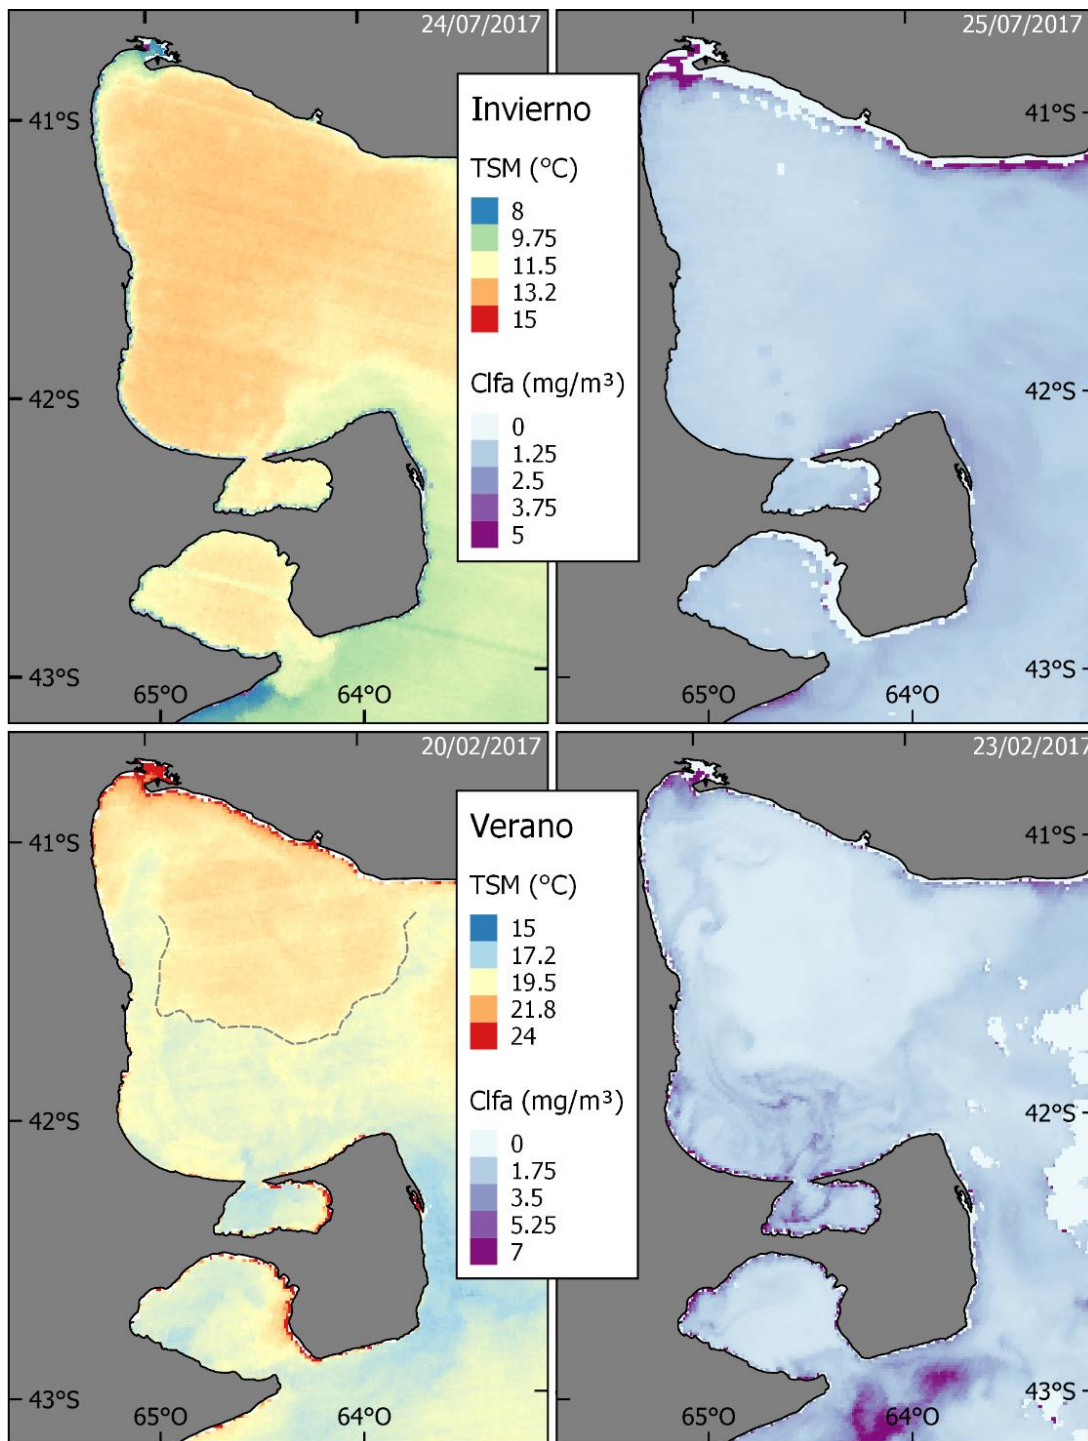 24/07/2017
25/07/2017
41°S
42°S
43°S
65°O
64°O
Invierno
TSM (°C)
8
9.75
11.5
13.2
15
Clfa (mg/m³)
0
1.25
2.5
3.75
5
41°S
42°S
43°S
65°O
64°O
20/02/2017
23/02/2017
41°S
42°S
43°S
65°O
64°O
Verano
TSM (°C)
15
17.2
19.5
21.8
24
Clfa (mg/m³)
0
1.75
3.5
5.25
7
41°S
42°S
43°S
65°O
64°O